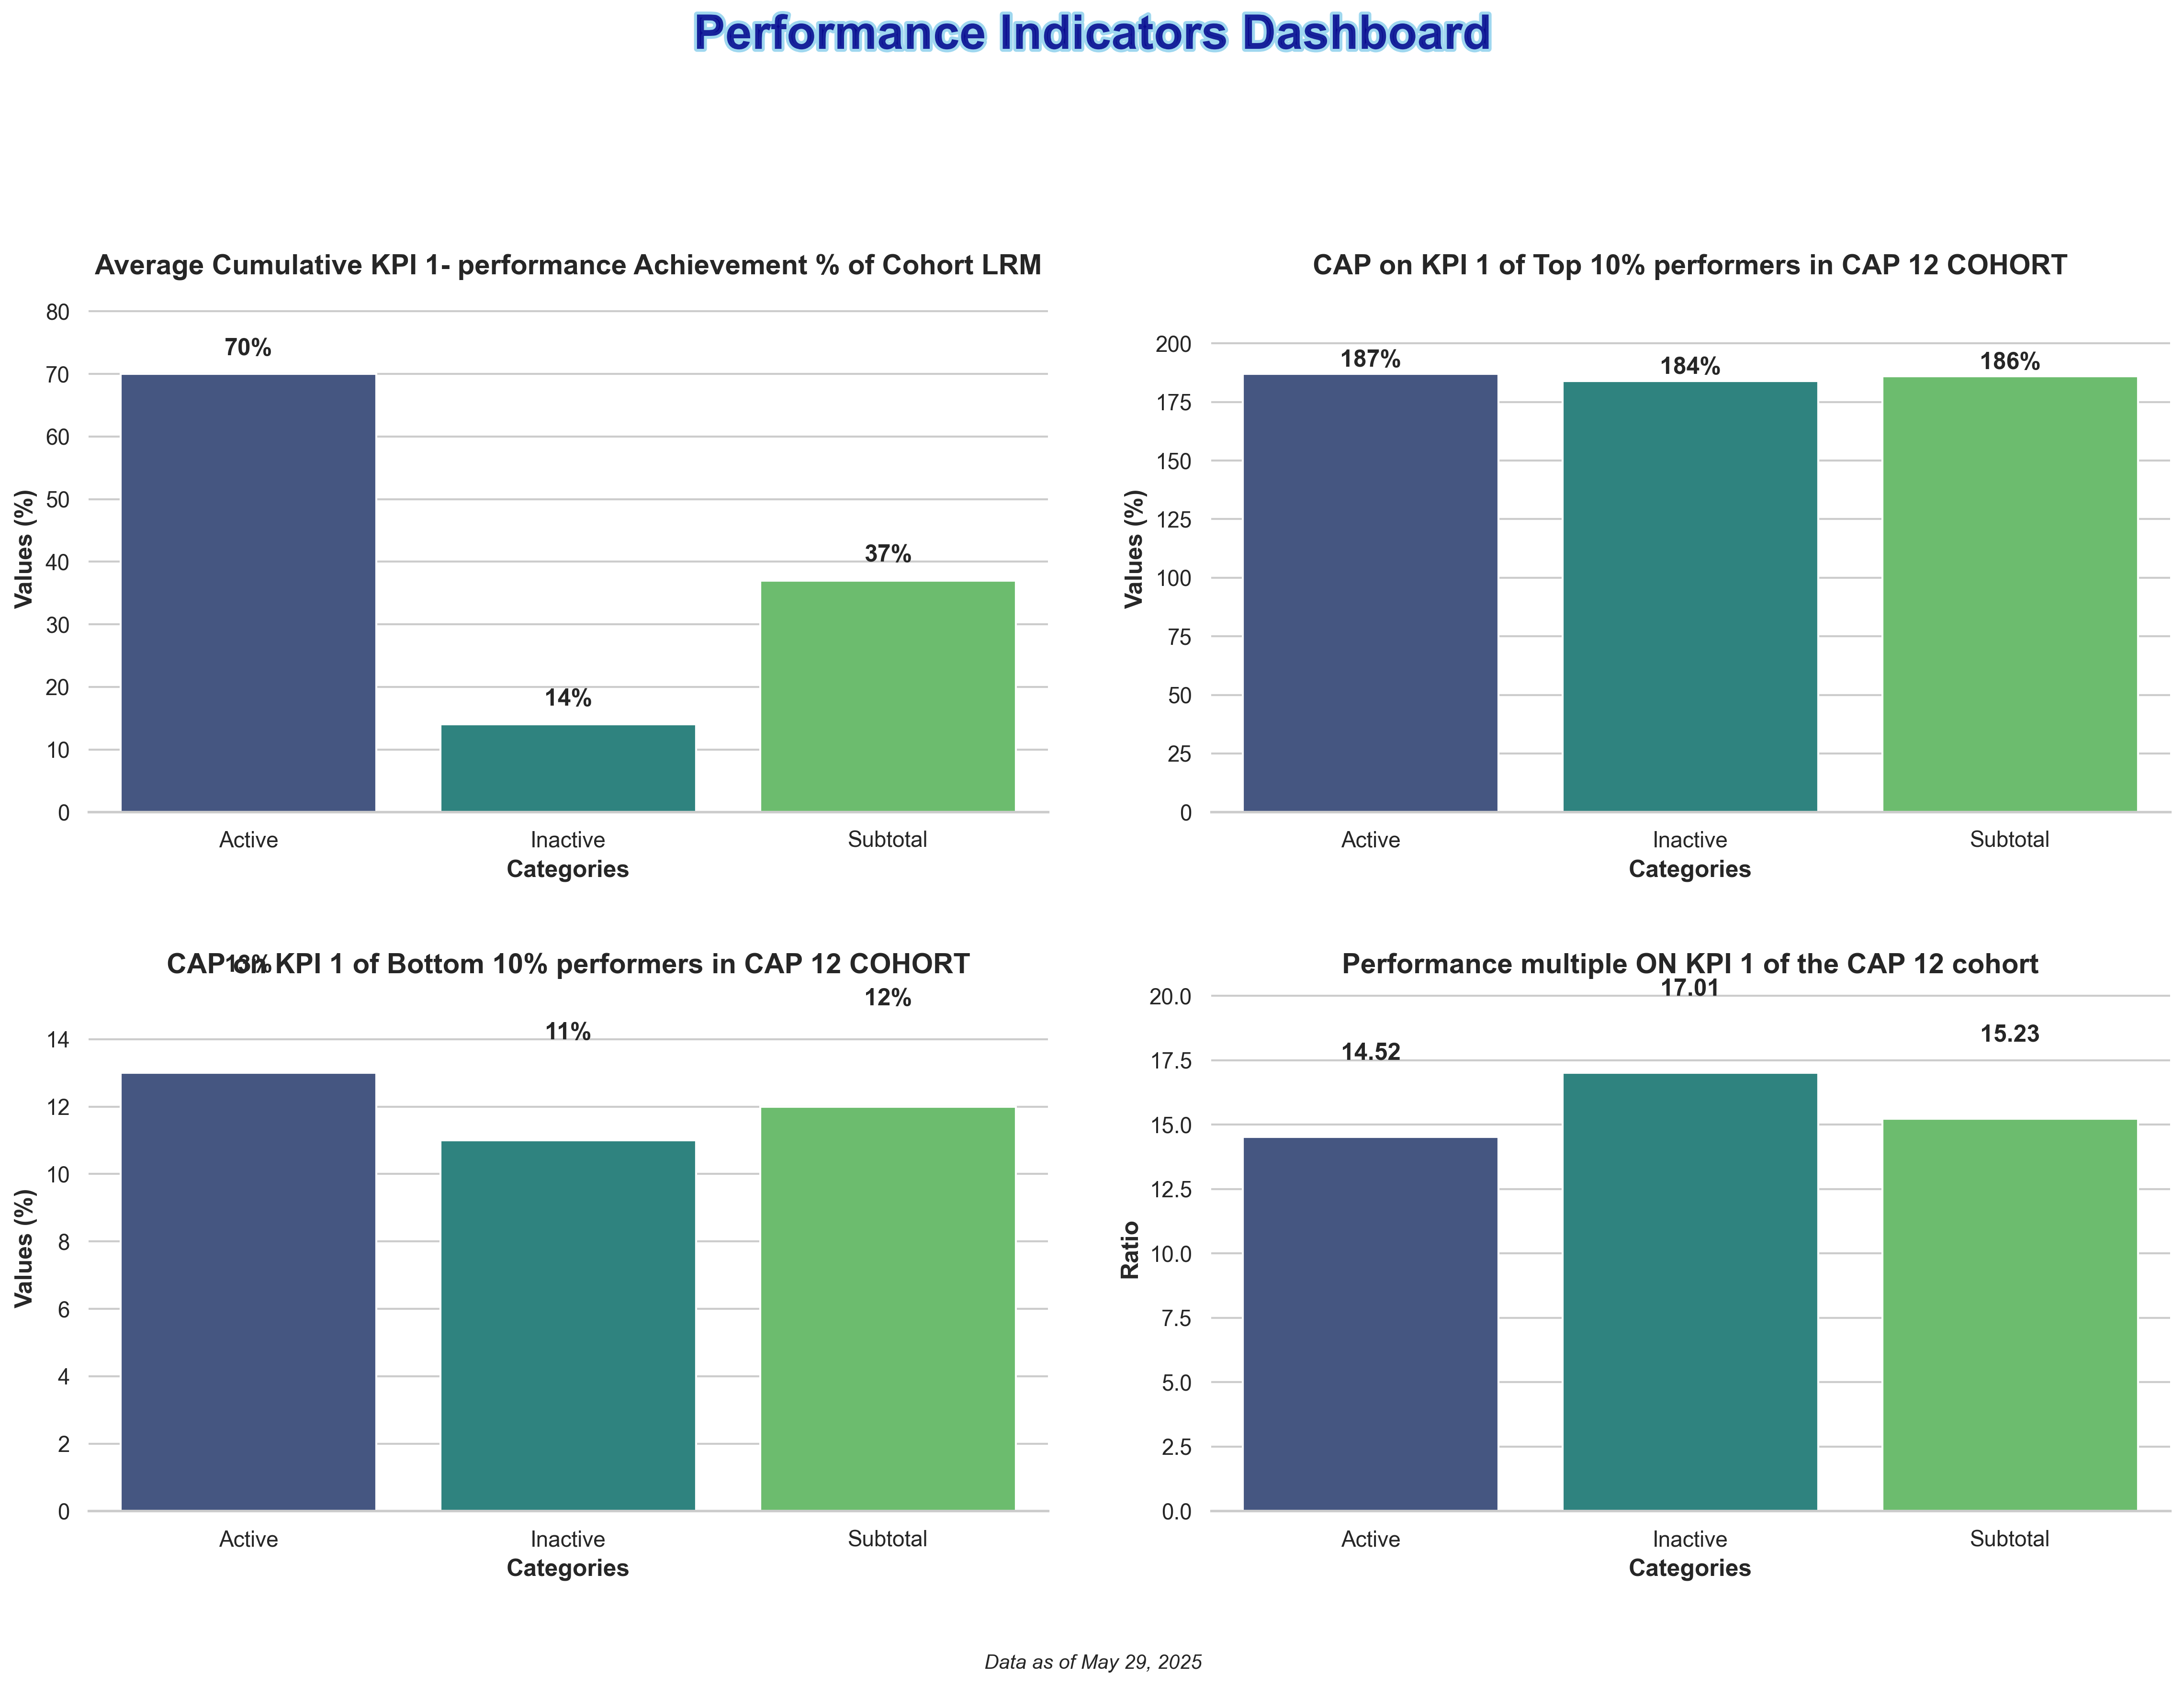 Performance Indicators Dashboard
Average Cumulative KPI 1- performance Achievement % of Cohort LRM
80
70
60
50
40
30
20
10
0
Values (%)
70%
14%
37%
Active
Inactive
Subtotal
Categories
CAP on KPI 1 of Top 10% performers in CAP 12 COHORT
200
175
150
125
100
75
50
25
0
Values (%)
187%
184%
186%
Active
Inactive
Subtotal
Categories
CAP on KPI 1 of Bottom 10% performers in CAP 12 COHORT
14
12
10
8
6
4
2
0
Values (%)
13%
11%
12%
Active
Inactive
Subtotal
Categories
Performance multiple ON KPI 1 of the CAP 12 cohort
20.0
17.5
15.0
12.5
10.0
7.5
5.0
2.5
0.0
Ratio
14.52
17.01
15.23
Active
Inactive
Subtotal
Categories
Data as of May 29, 2025